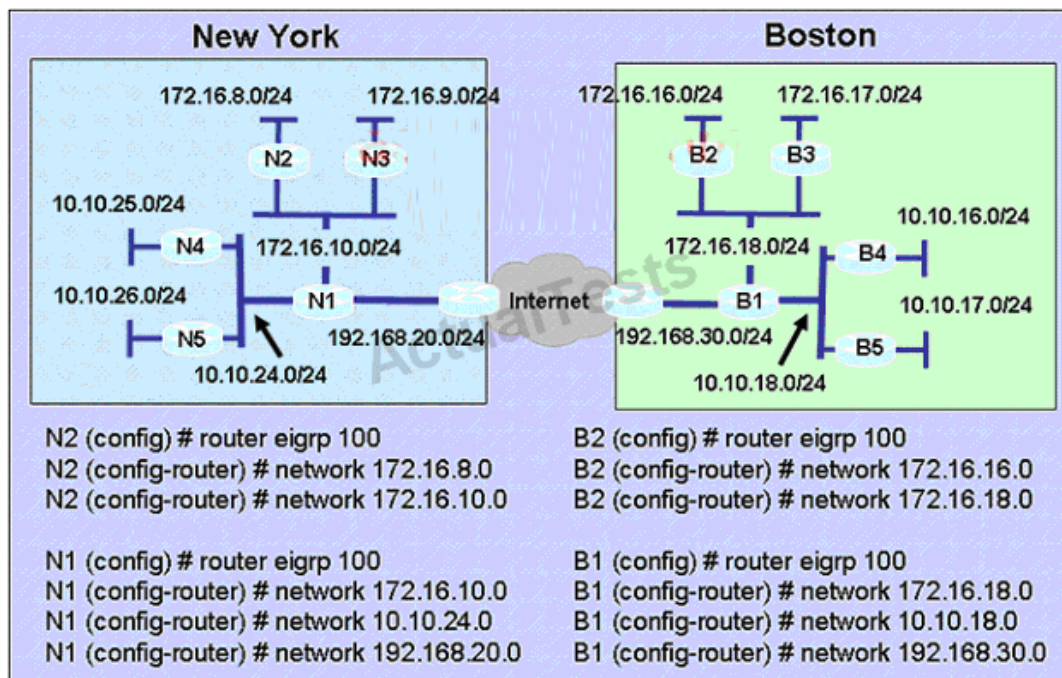 New York
Boston
172.16.8.0/24
172.16.9.0/24
172.16.16.0/24
172.16.17.0/24
N2
N3
B2
B3
10.10.25.0/24
N4
172.16.10.0/24
172.16.18.0/24
B4
10.10.16.0/24
10.10.26.0/24
N1
Internet
B1
10.10.17.0/24
N5
192.168.20.0/24
192.168.30.0/24
B5
10.10.24.0/24
10.10.18.0/24
ActualTests
N2 (config) # router eigrp 100
N2 (config-router) # network 172.16.8.0
N2 (config-router) # network 172.16.10.0
N1 (config) # router eigrp 100
N1 (config-router) # network 172.16.10.0
N1 (config-router) # network 10.10.24.0
N1 (config-router) # network 192.168.20.0
B2 (config) # router eigrp 100
B2 (config-router) # network 172.16.16.0
B2 (config-router) # network 172.16.18.0
B1 (config) # router eigrp 100
B1 (config-router) # network 172.16.18.0
B1 (config-router) # network 10.10.18.0
B1 (config-router) # network 192.168.30.0